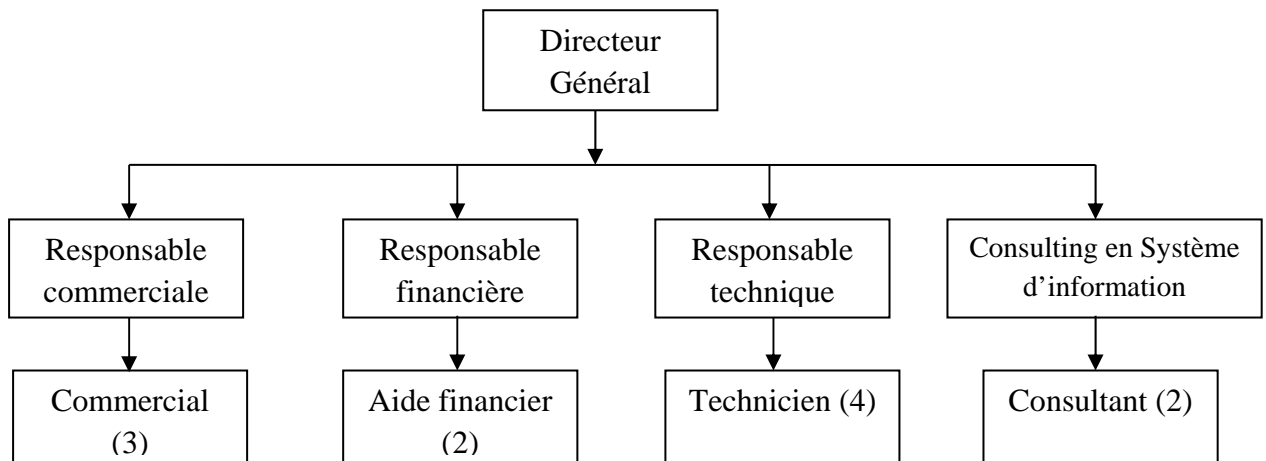 Directeur
Général
Responsable
commerciale
Responsable
financière
Responsable
technique
Consulting en Système
d’information
Commercial
(3)
Aide financier
(2)
Technicien (4)
Consultant (2)